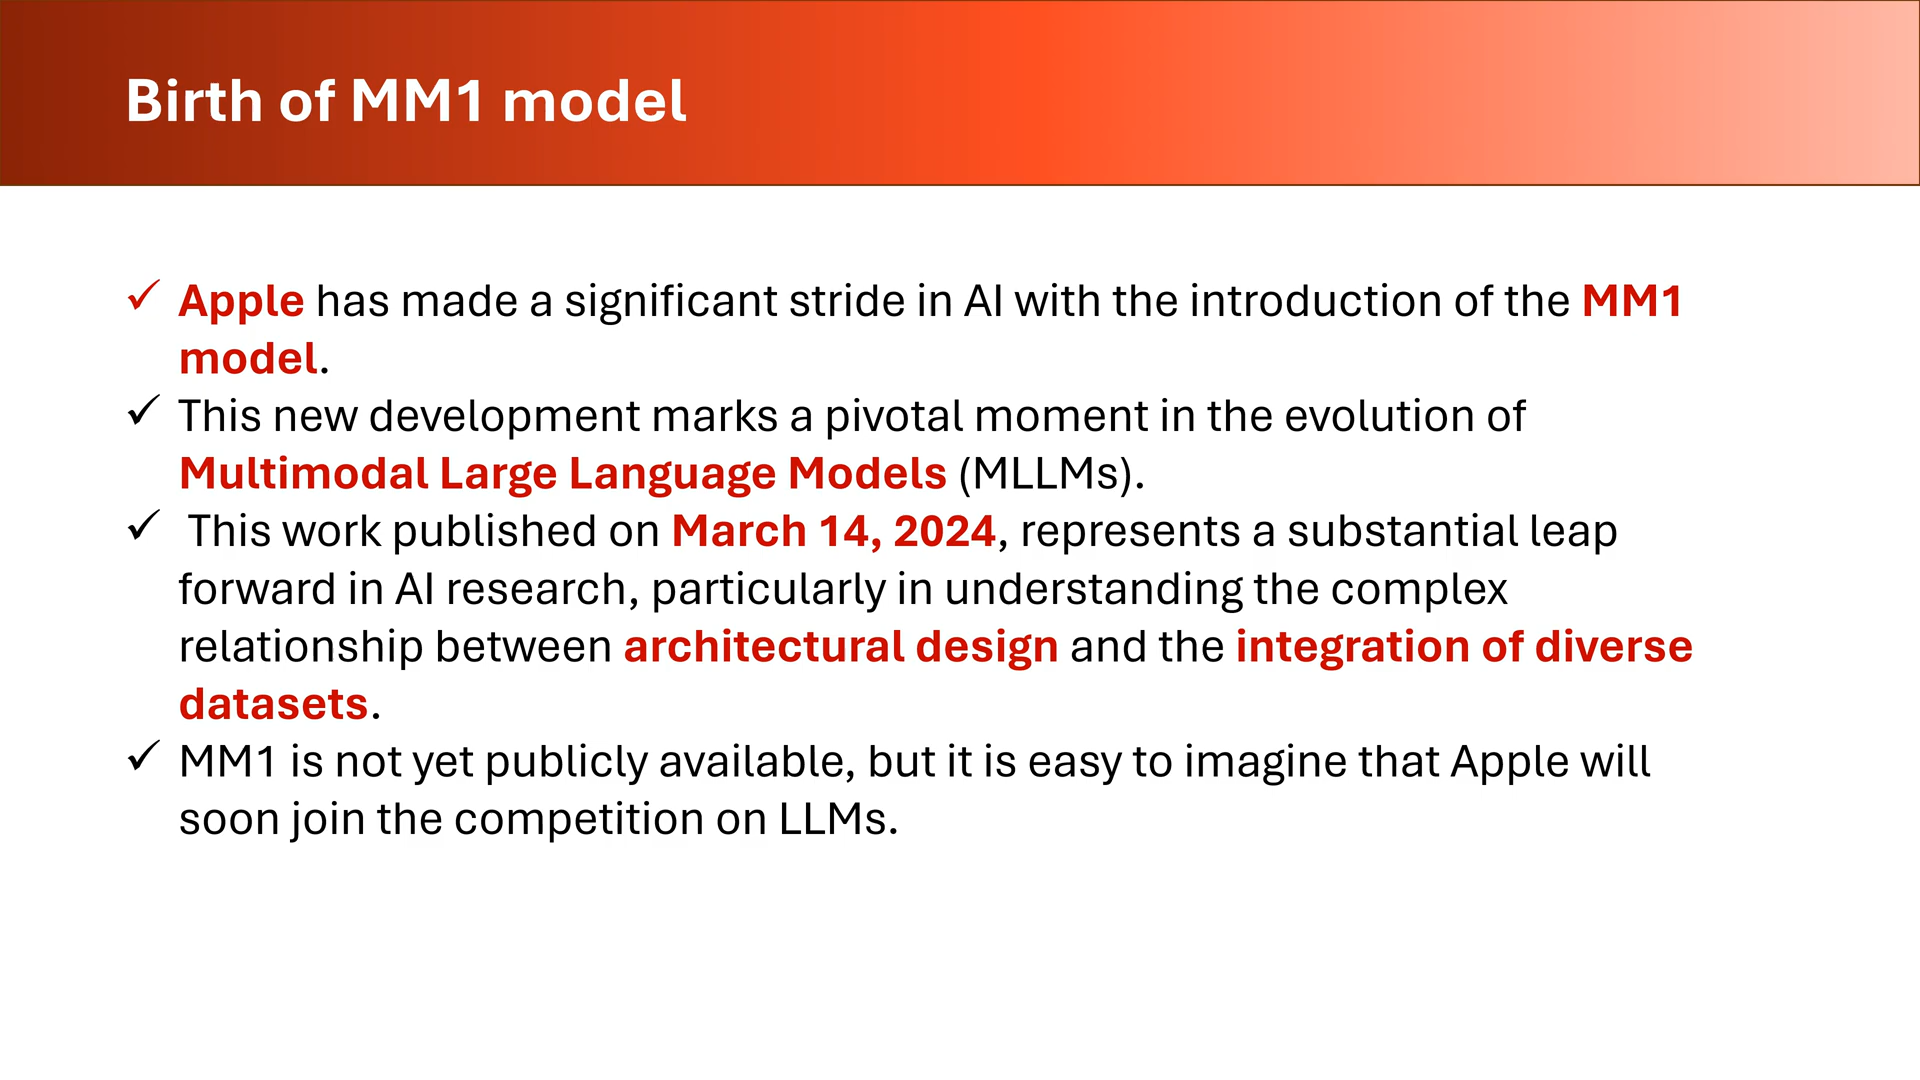 Birth of MM1 model
✓ Apple has made a significant stride in AI with the introduction of the MM1
model.
✓ This new development marks a pivotal moment in the evolution of
Multimodal Large Language Models (MLLMs).
✓ This work published on March 14, 2024, represents a substantial leap
forward in AI research, particularly in understanding the complex
relationship between architectural design and the integration of diverse
datasets.
✓ MM1 is not yet publicly available, but it is easy to imagine that Apple will
soon join the competition on LLMs.